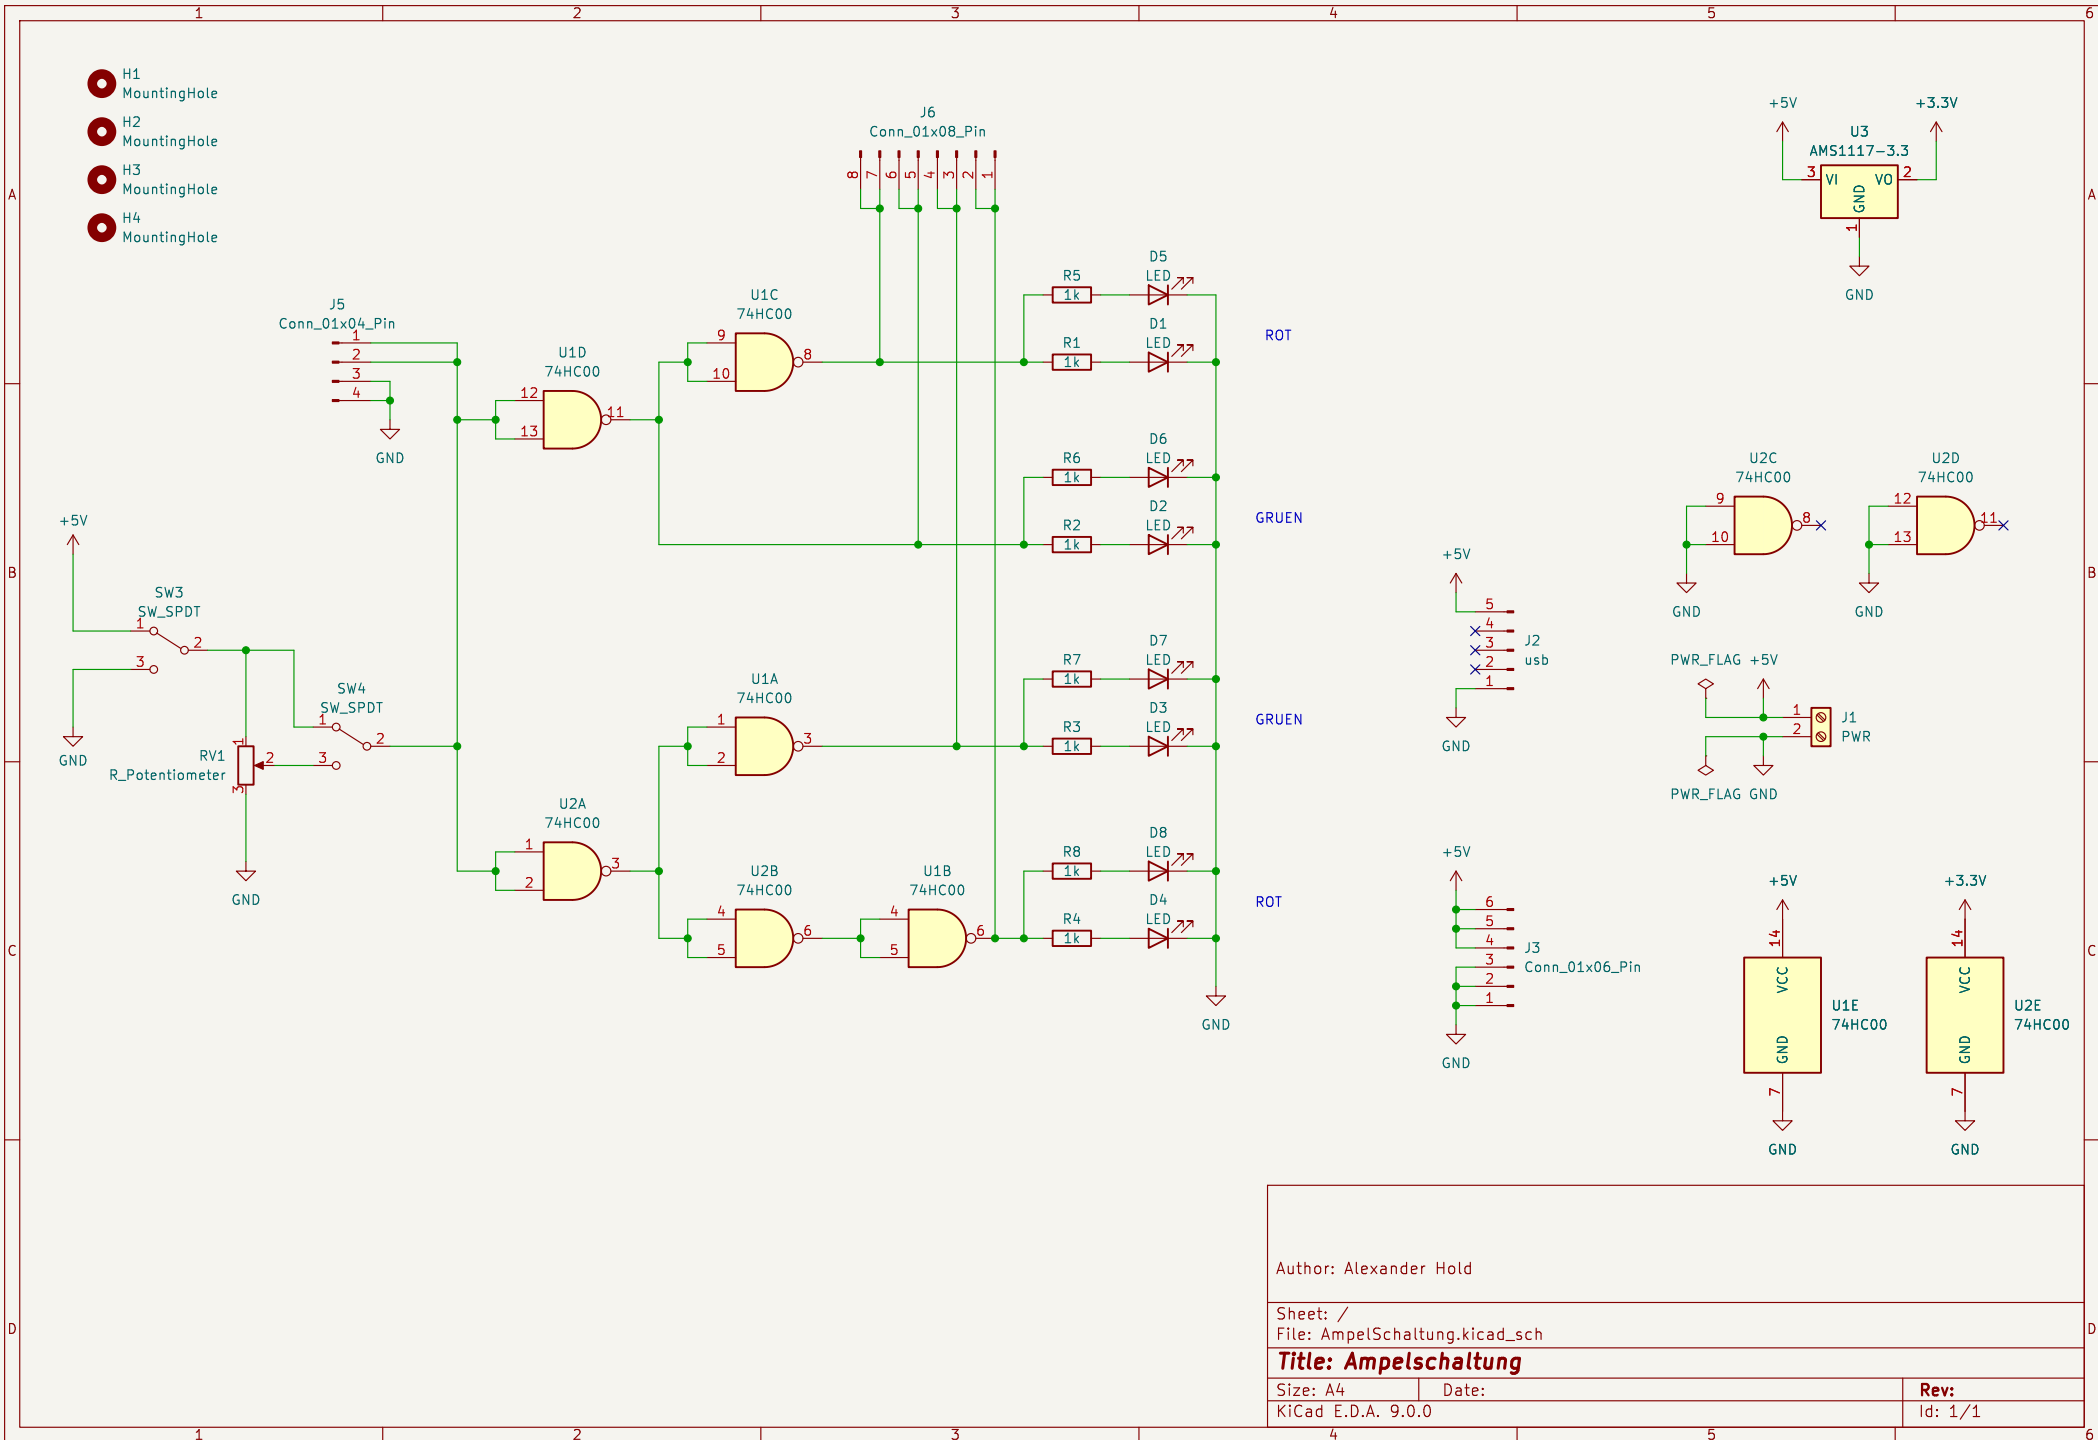 1 2 3 4 5 6
H1
MountingHole
H2
MountingHole
H3
MountingHole
H4
MountingHole
A
A
J6
Conn_01x08_Pin
8 7 6 5 4 3 2 1
+5V
+3.3V
U3
AMS1117-3.3
3 VI VO 2
GND
1
GND
J5
Conn_01x04_Pin
1
2
3
4
GND
U1D
74HC00
12
13
11
U1C
74HC00
9
10
8
R5
1k
D5
LED
R1
1k
D1
LED
ROT
R6
1k
D6
LED
R2
1k
D2
LED
GRUEN
B
B
+5V
SW3
SW_SPDT
1
2
3
GND
SW4
SW_SPDT
1
2
3
RV1
R_Potentiometer
1
2
3
GND
U1A
74HC00
1
2
3
R7
1k
D7
LED
R3
1k
D3
LED
GRUEN
U2A
74HC00
1
2
3
U2B
74HC00
4
5
6
U1B
74HC00
4
5
6
R8
1k
D8
LED
R4
1k
D4
LED
ROT
GND
+5V
5
4
3
2
1
J2
usb
GND
U2C
74HC00
9
10
8
GND
U2D
74HC00
12
13
11
GND
PWR_FLAG +5V
1
2
J1
PWR
PWR_FLAG GND
C
C
+5V
6
5
4
3
2
1
J3
Conn_01x06_Pin
GND
+5V
14
VCC
GND
7
U1E
74HC00
GND
+3.3V
14
VCC
GND
7
U2E
74HC00
GND
D
D
Author: Alexander Hold
Sheet: /
File: AmpelSchaltung.kicad_sch
Title: Ampelschaltung
Size: A4 Date: Rev:
KiCad E.D.A. 9.0.0 Id: 1/1
1 2 3 4 5 6